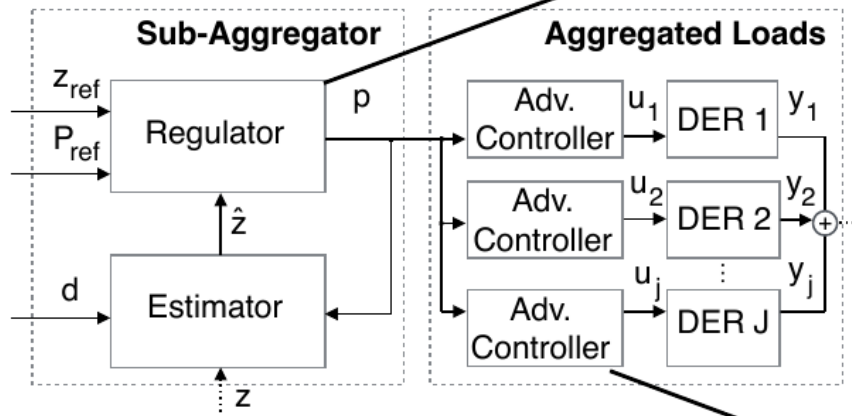 Sub-Aggregator
Aggregated Loads
z_ref
P_ref
Regulator
p
ẑ
d
Estimator
z
Adv.
Controller
u_1
DER 1
y_1
Adv.
Controller
u_2
DER 2
y_2
+
Adv.
Controller
u_j
DER J
y_j